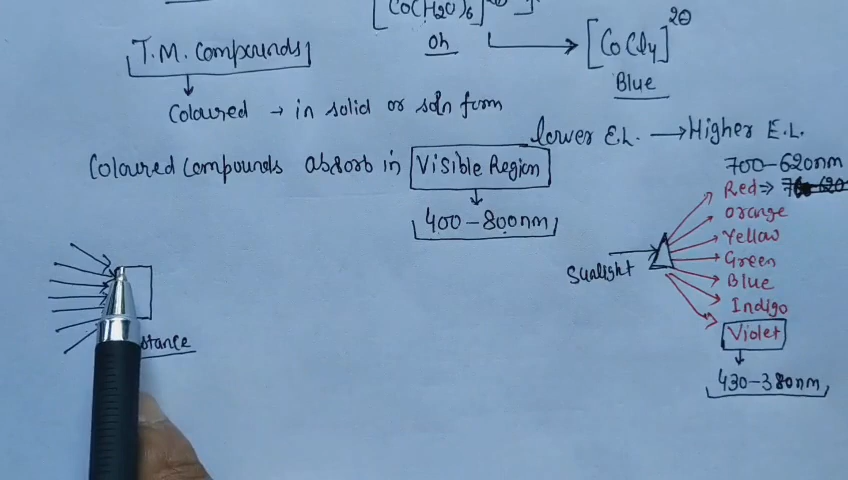 [Co(H2O)6]
Oh
[CoCl4]2⊖
T.M. Compounds
Blue
Coloured → in solid or soln form
lower E.L. → Higher E.L.
Coloured Compounds absorb in Visible Region
400-800nm
700-620nm
Red ⇒
Orange
Yellow
Green
Sunlight
Blue
Indigo
Violet
stance
430-380nm